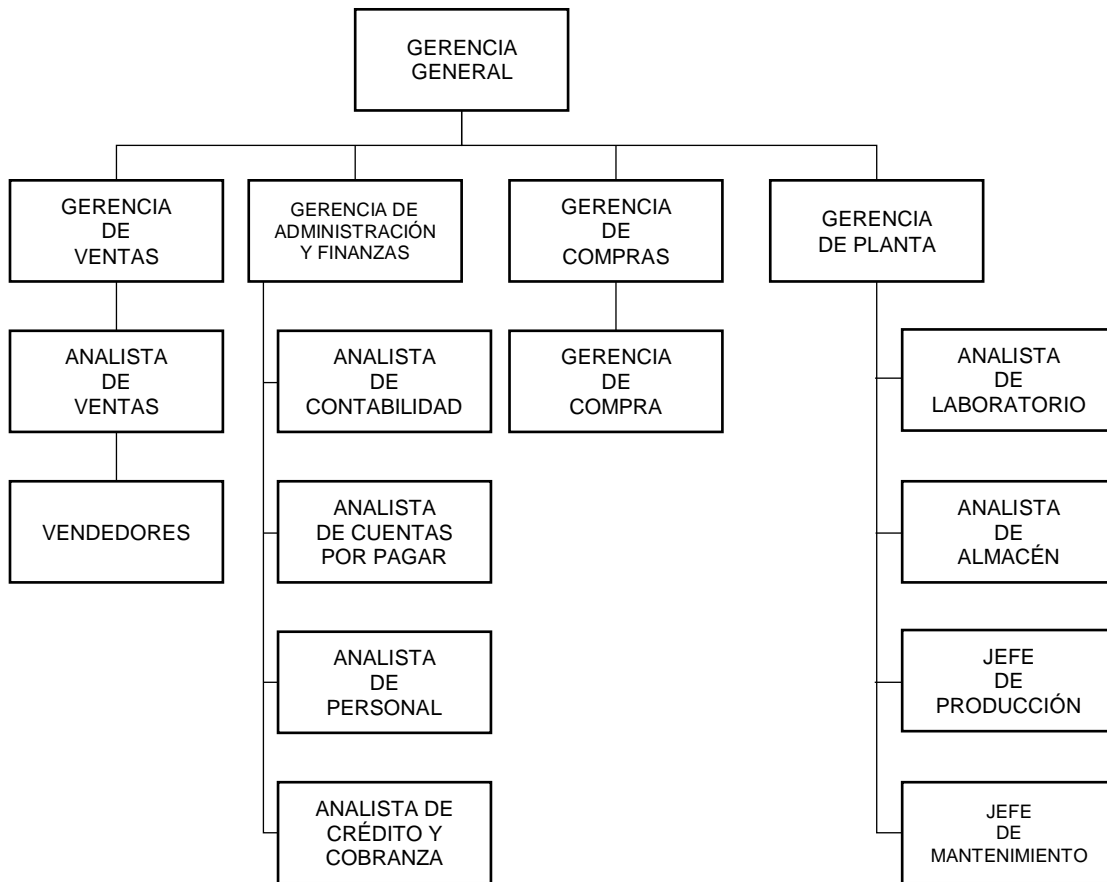 GERENCIA
GENERAL
GERENCIA
DE
VENTAS
GERENCIA DE
ADMINISTRACIÓN
Y FINANZAS
GERENCIA
DE
COMPRAS
GERENCIA
DE PLANTA
ANALISTA
DE
VENTAS
ANALISTA
DE
CONTABILIDAD
GERENCIA
DE
COMPRA
ANALISTA
DE
LABORATORIO
VENDEDORES
ANALISTA
DE CUENTAS
POR PAGAR
ANALISTA
DE
ALMACÉN
ANALISTA
DE
PERSONAL
JEFE
DE
PRODUCCIÓN
ANALISTA DE
CRÉDITO Y
COBRANZA
JEFE
DE
MANTENIMIENTO